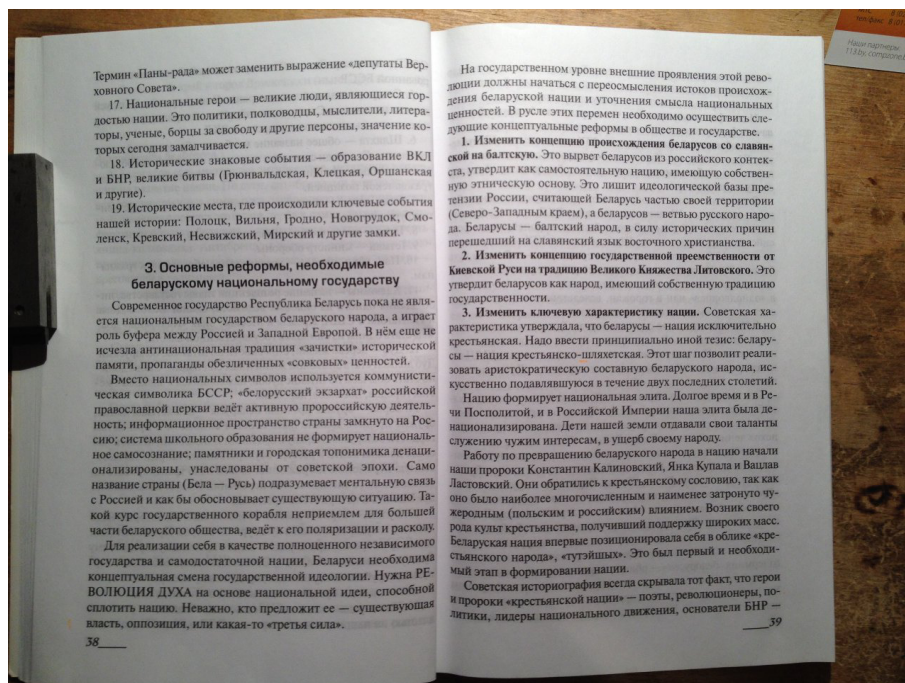 Термин «Паны-рада» может заменить выражение «депутаты Вер-
ховного Совета».
17. Национальные герои — великие люди, являющиеся гор-
достью нации. Это политики, полководцы, мыслители, литера-
торы, ученые, борцы за свободу и другие персоны, значение ко-
торых сегодня замалчивается.
18. Исторические знаковые события — образование ВКЛ
и БНР, великие битвы (Грюнвальдская, Клецкая, Оршанская
и другие).
19. Исторические места, где происходили ключевые события
нашей истории: Полоцк, Вильня, Гродно, Новогрудок, Смо-
ленск, Кревский, Несвижский, Мирский и другие замки.
3. Основные реформы, необходимые
беларускому национальному государству
Современное государство Республика Беларусь пока не явля-
ется национальным государством беларуского народа, а играет
роль буфера между Россией и Западной Европой. В нём еще не
исчезла антинациональная традиция «зачистки» исторической
памяти, пропаганды обезличенных «совковых» ценностей.
Вместо национальных символов используется коммунисти-
ческая символика БССР; «белорусский экзархат» российской
православной церкви ведёт активную пророссийскую деятель-
ность; информационное пространство страны замкнуто на Рос-
сию; система школьного образования не формирует националь-
ное самосознание; памятники и городская топонимика денаци-
онализированы, унаследованы от советской эпохи. Само
название страны (Бела — Русь) подразумевает ментальную связь
с Россией и как бы обосновывает существующую ситуацию. Та-
кой курс государственного корабля неприемлем для большей
части беларуского общества, ведёт к его поляризации и расколу.
Для реализации себя в качестве полноценного независимого
государства и самодостаточной нации, Беларуси необходима
концептуальная смена государственной идеологии. Нужна РЕ-
ВОЛЮЦИЯ ДУХА на основе национальной идеи, способной
сплотить нацию. Неважно, кто предложит ее — существующая
власть, оппозиция, или какая-то «третья сила».
38
На государственном уровне внешние проявления этой рево-
люции должны начаться с переосмысления истоков происхож-
дения беларуской нации и уточнения смысла национальных
ценностей. В русле этих перемен необходимо осуществить сле-
дующие концептуальные реформы в обществе и государстве.
1. Изменить концепцию происхождения беларусов со славян-
ской на балтскую. Это вырвет беларусов из российского контек-
ста, утвердит как самостоятельную нацию, имеющую собствен-
ную этническую основу. Это лишит идеологической базы пре-
тензии России, считающей Беларусь частью своей территории
(Северо-Западным краем), а беларусов — ветвью русского наро-
да. Беларусы — балтский народ, в силу исторических причин
перешедший на славянский язык восточного христианства.
2. Изменить концепцию государственной преемственности от
Киевской Руси на традицию Великого Княжества Литовского. Это
утвердит беларусов как народ, имеющий собственную традицию
государственности.
3. Изменить ключевую характеристику нации. Советская ха-
рактеристика утверждала, что беларусы — нация исключительно
крестьянская. Надо ввести принципиально иной тезис: белару-
сы — нация крестьянско-шляхетская. Этот шаг позволит реали-
зовать аристократическую составную беларуского народа, ис-
кусственно подавлявшуюся в течение двух последних столетий.
Нацию формирует национальная элита. Долгое время и в Ре-
чи Посполитой, и в Российской Империи наша элита была де-
национализирована. Дети нашей земли отдавали свои таланты
служению чужим интересам, в ущерб своему народу.
Работу по превращению беларуского народа в нацию начали
наши пророки Константин Калиновский, Янка Купала и Вацлав
Ластовский. Они обратились к крестьянскому сословию, так как
оно было наиболее многочисленным и наименее затронуто чу-
жеродным (польским и российским) влиянием. Возник своего
рода культ крестьянства, получивший поддержку широких масс.
Беларуская нация впервые позиционировала себя в облике «кре-
стьянского народа», «тутэйшых». Это был первый и необходи-
мый этап в формировании нации.
Советская историография всегда скрывала тот факт, что герои
и пророки «крестьянской нации» — поэты, революционеры, по-
литики, лидеры национального движения, основатели БНР —
39
Наши партнеры